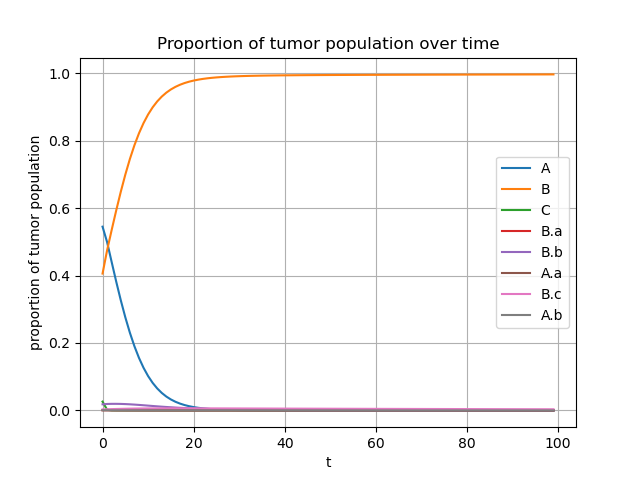 Proportion of tumor population over time
proportion of tumor population
1.0
0.8
0.6
0.4
0.2
0.0
A
B
C
B.a
B.b
A.a
B.c
A.b
0 20 40 60 80 100
t